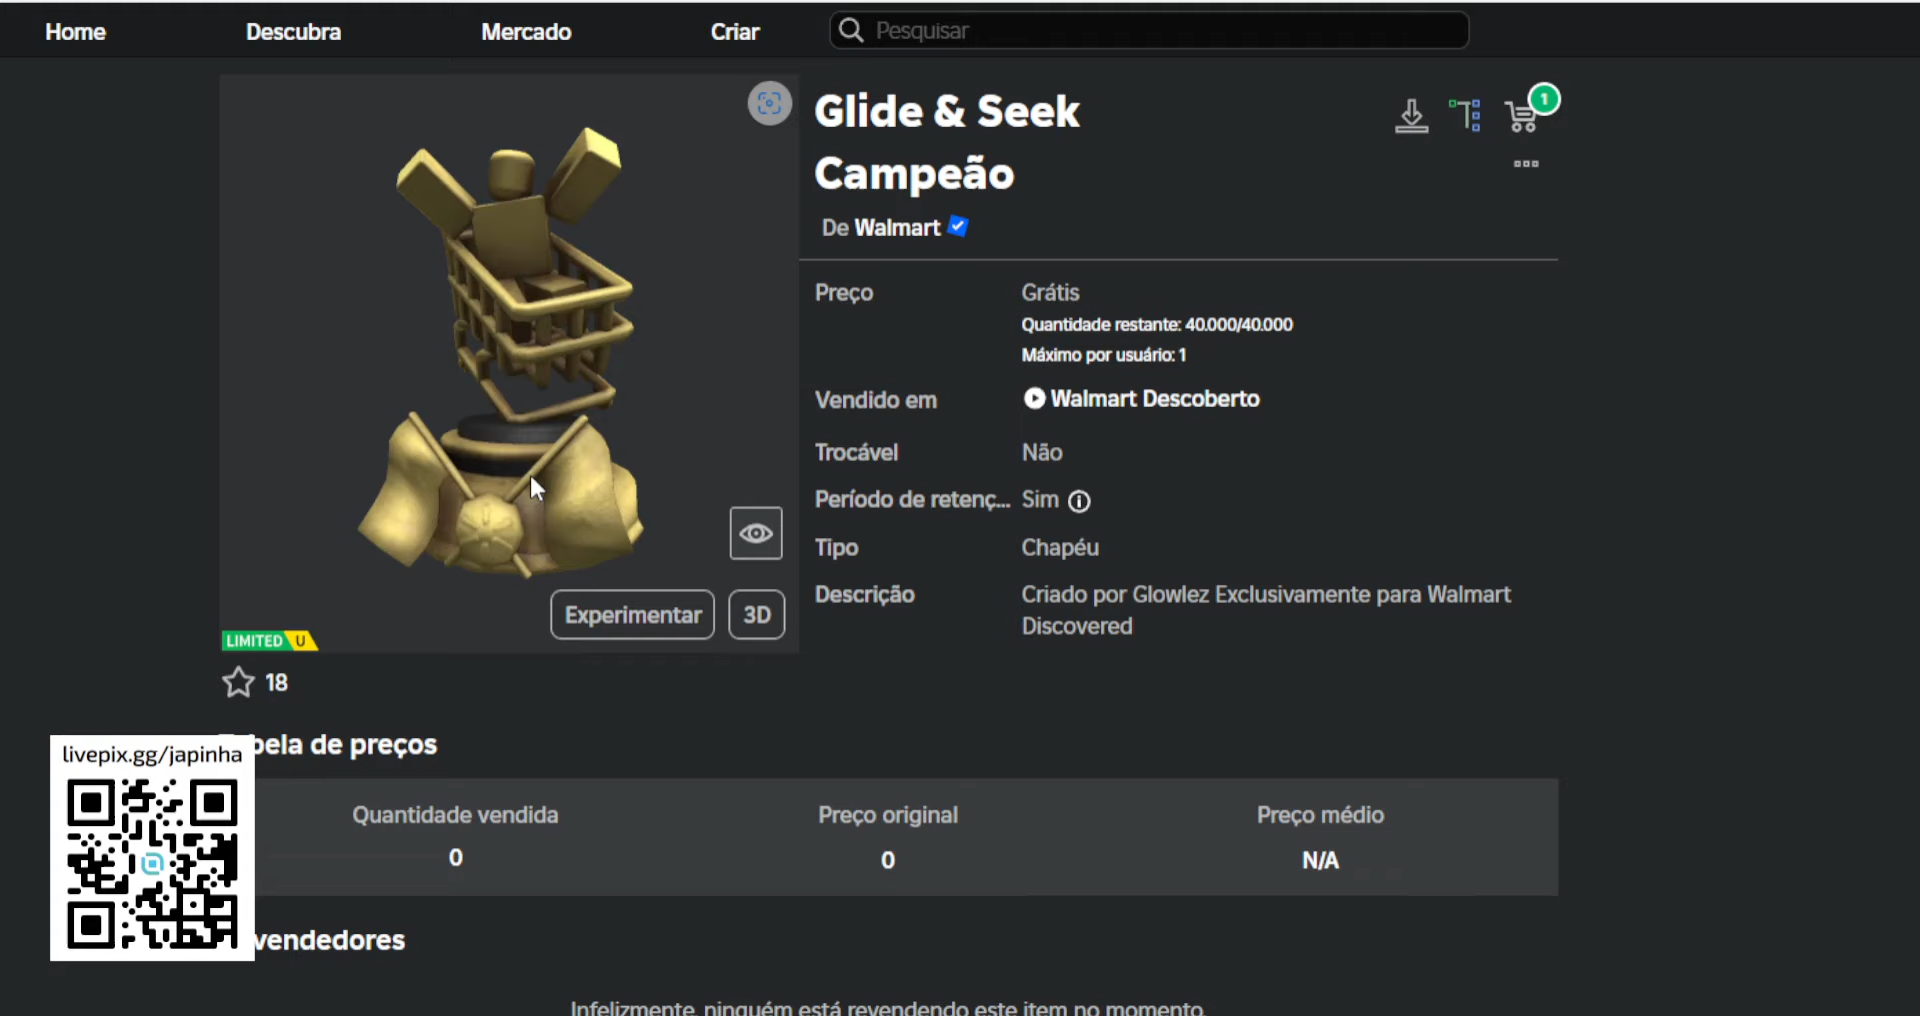 Home
Descubra
Mercado
Criar
Pesquisar
Glide & Seek
Campeão
1
De Walmart
Preço
Grátis
Quantidade restante: 40.000/40.000
Máximo por usuário: 1
Vendido em
Walmart Descoberto
Trocável
Não
Período de retenç...
Sim
Tipo
Chapéu
Descrição
Criado por Glowlez Exclusivamente para Walmart
Discovered
Experimentar
3D
LIMITED U
18
bela de preços
livepix.gg/japinha
Quantidade vendida
0
Preço original
0
Preço médio
N/A
vendedores
Infelizmente, ninguém está revendendo este item no momento.